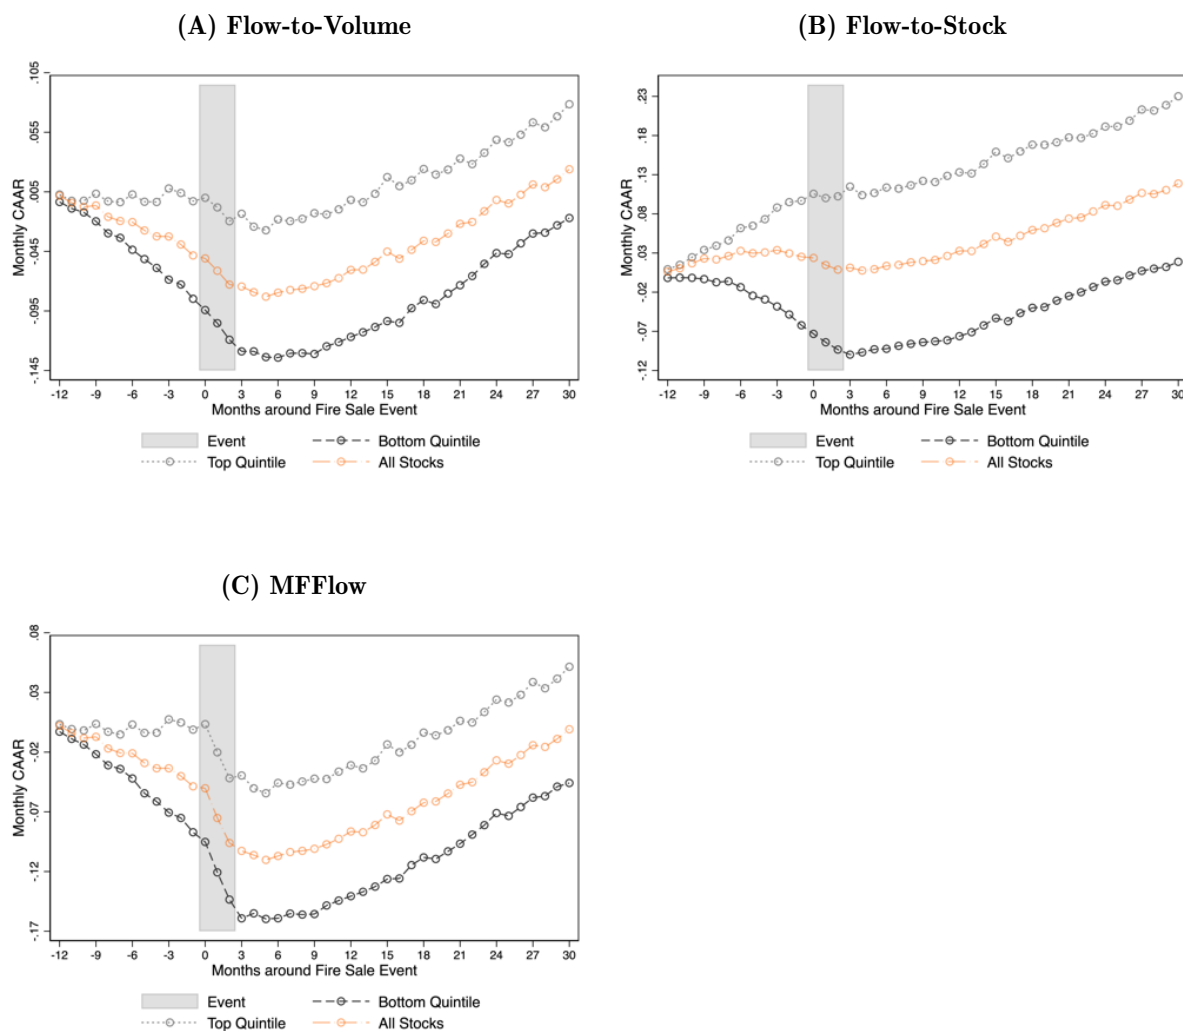 (A) Flow-to-Volume
Monthly CAAR
.105
.055
.005
-.045
-.095
-.145
-12 -9 -6 -3 0 3 6 9 12 15 18 21 24 27 30
Months around Fire Sale Event
Event Bottom Quintile
Top Quintile All Stocks
(B) Flow-to-Stock
Monthly CAAR
.23
.18
.13
.08
.03
-.02
-.07
-.12
-12 -9 -6 -3 0 3 6 9 12 15 18 21 24 27 30
Months around Fire Sale Event
Event Bottom Quintile
Top Quintile All Stocks
(C) MFFlow
Monthly CAAR
.08
.03
-.02
-.07
-.12
-.17
-12 -9 -6 -3 0 3 6 9 12 15 18 21 24 27 30
Months around Fire Sale Event
Event Bottom Quintile
Top Quintile All Stocks